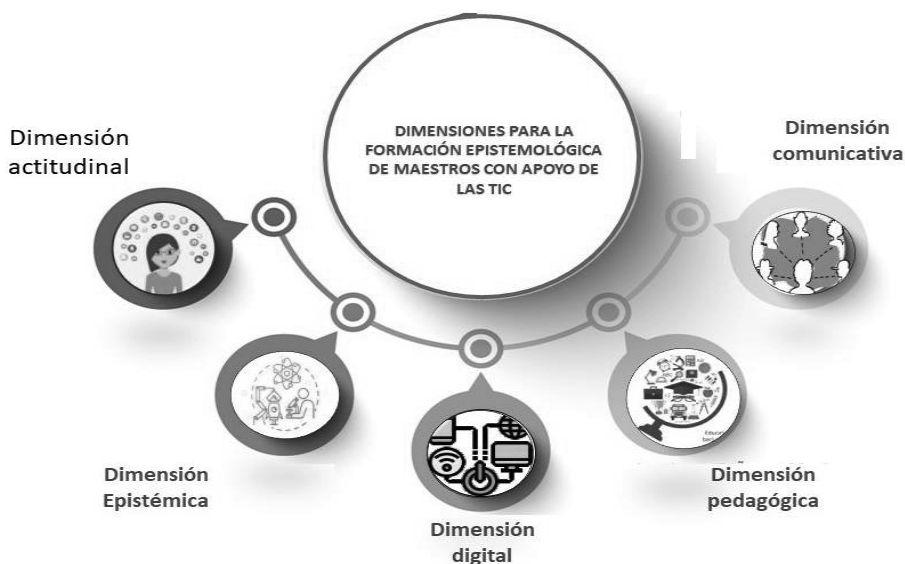 DIMENSIONES PARA LA
FORMACIÓN EPISTEMOLÓGICA
DE MAESTROS CON APOYO DE
LAS TIC
Dimensión
actitudinal
Dimensión
Epistémica
Dimensión
digital
Dimensión
pedagógica
Dimensión
comunicativa